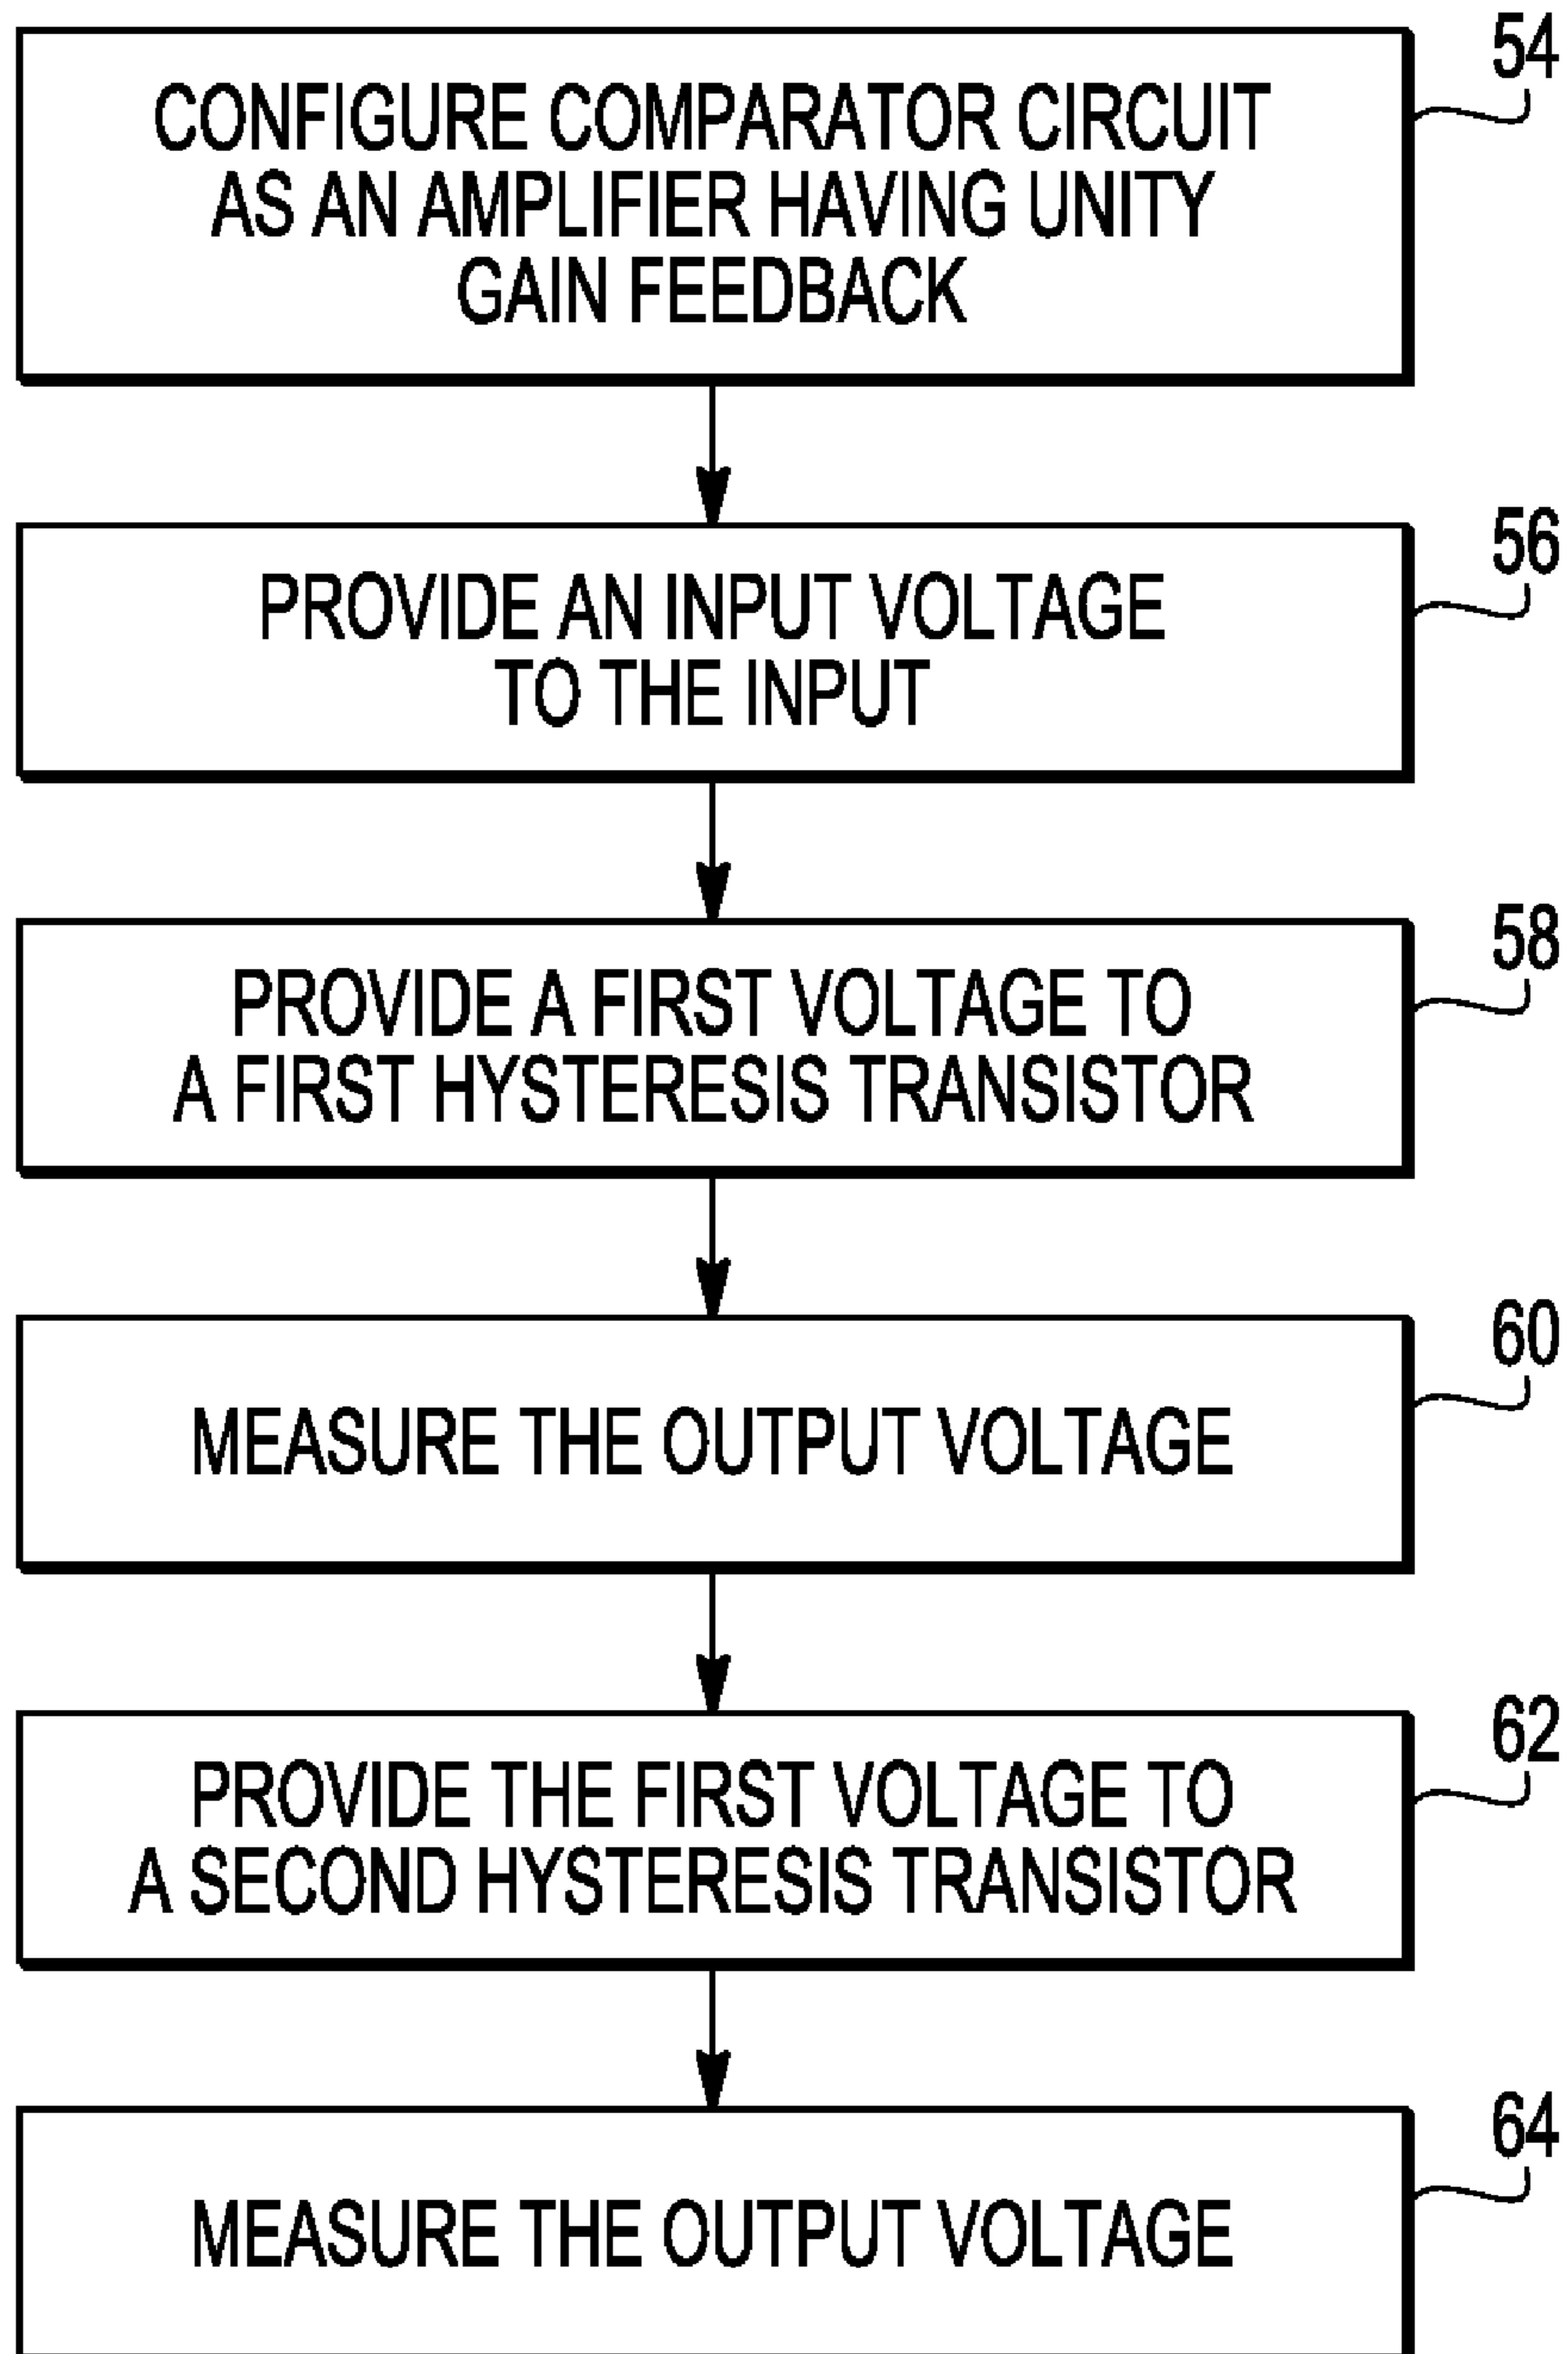 54
CONFIGURE COMPARATOR CIRCUIT
AS AN AMPLIFIER HAVING UNITY
GAIN FEEDBACK
56
PROVIDE AN INPUT VOLTAGE
TO THE INPUT
58
PROVIDE A FIRST VOLTAGE TO
A FIRST HYSTERESIS TRANSISTOR
60
MEASURE THE OUTPUT VOLTAGE
62
PROVIDE THE FIRST VOLTAGE TO
A SECOND HYSTERESIS TRANSISTOR
64
MEASURE THE OUTPUT VOLTAGE